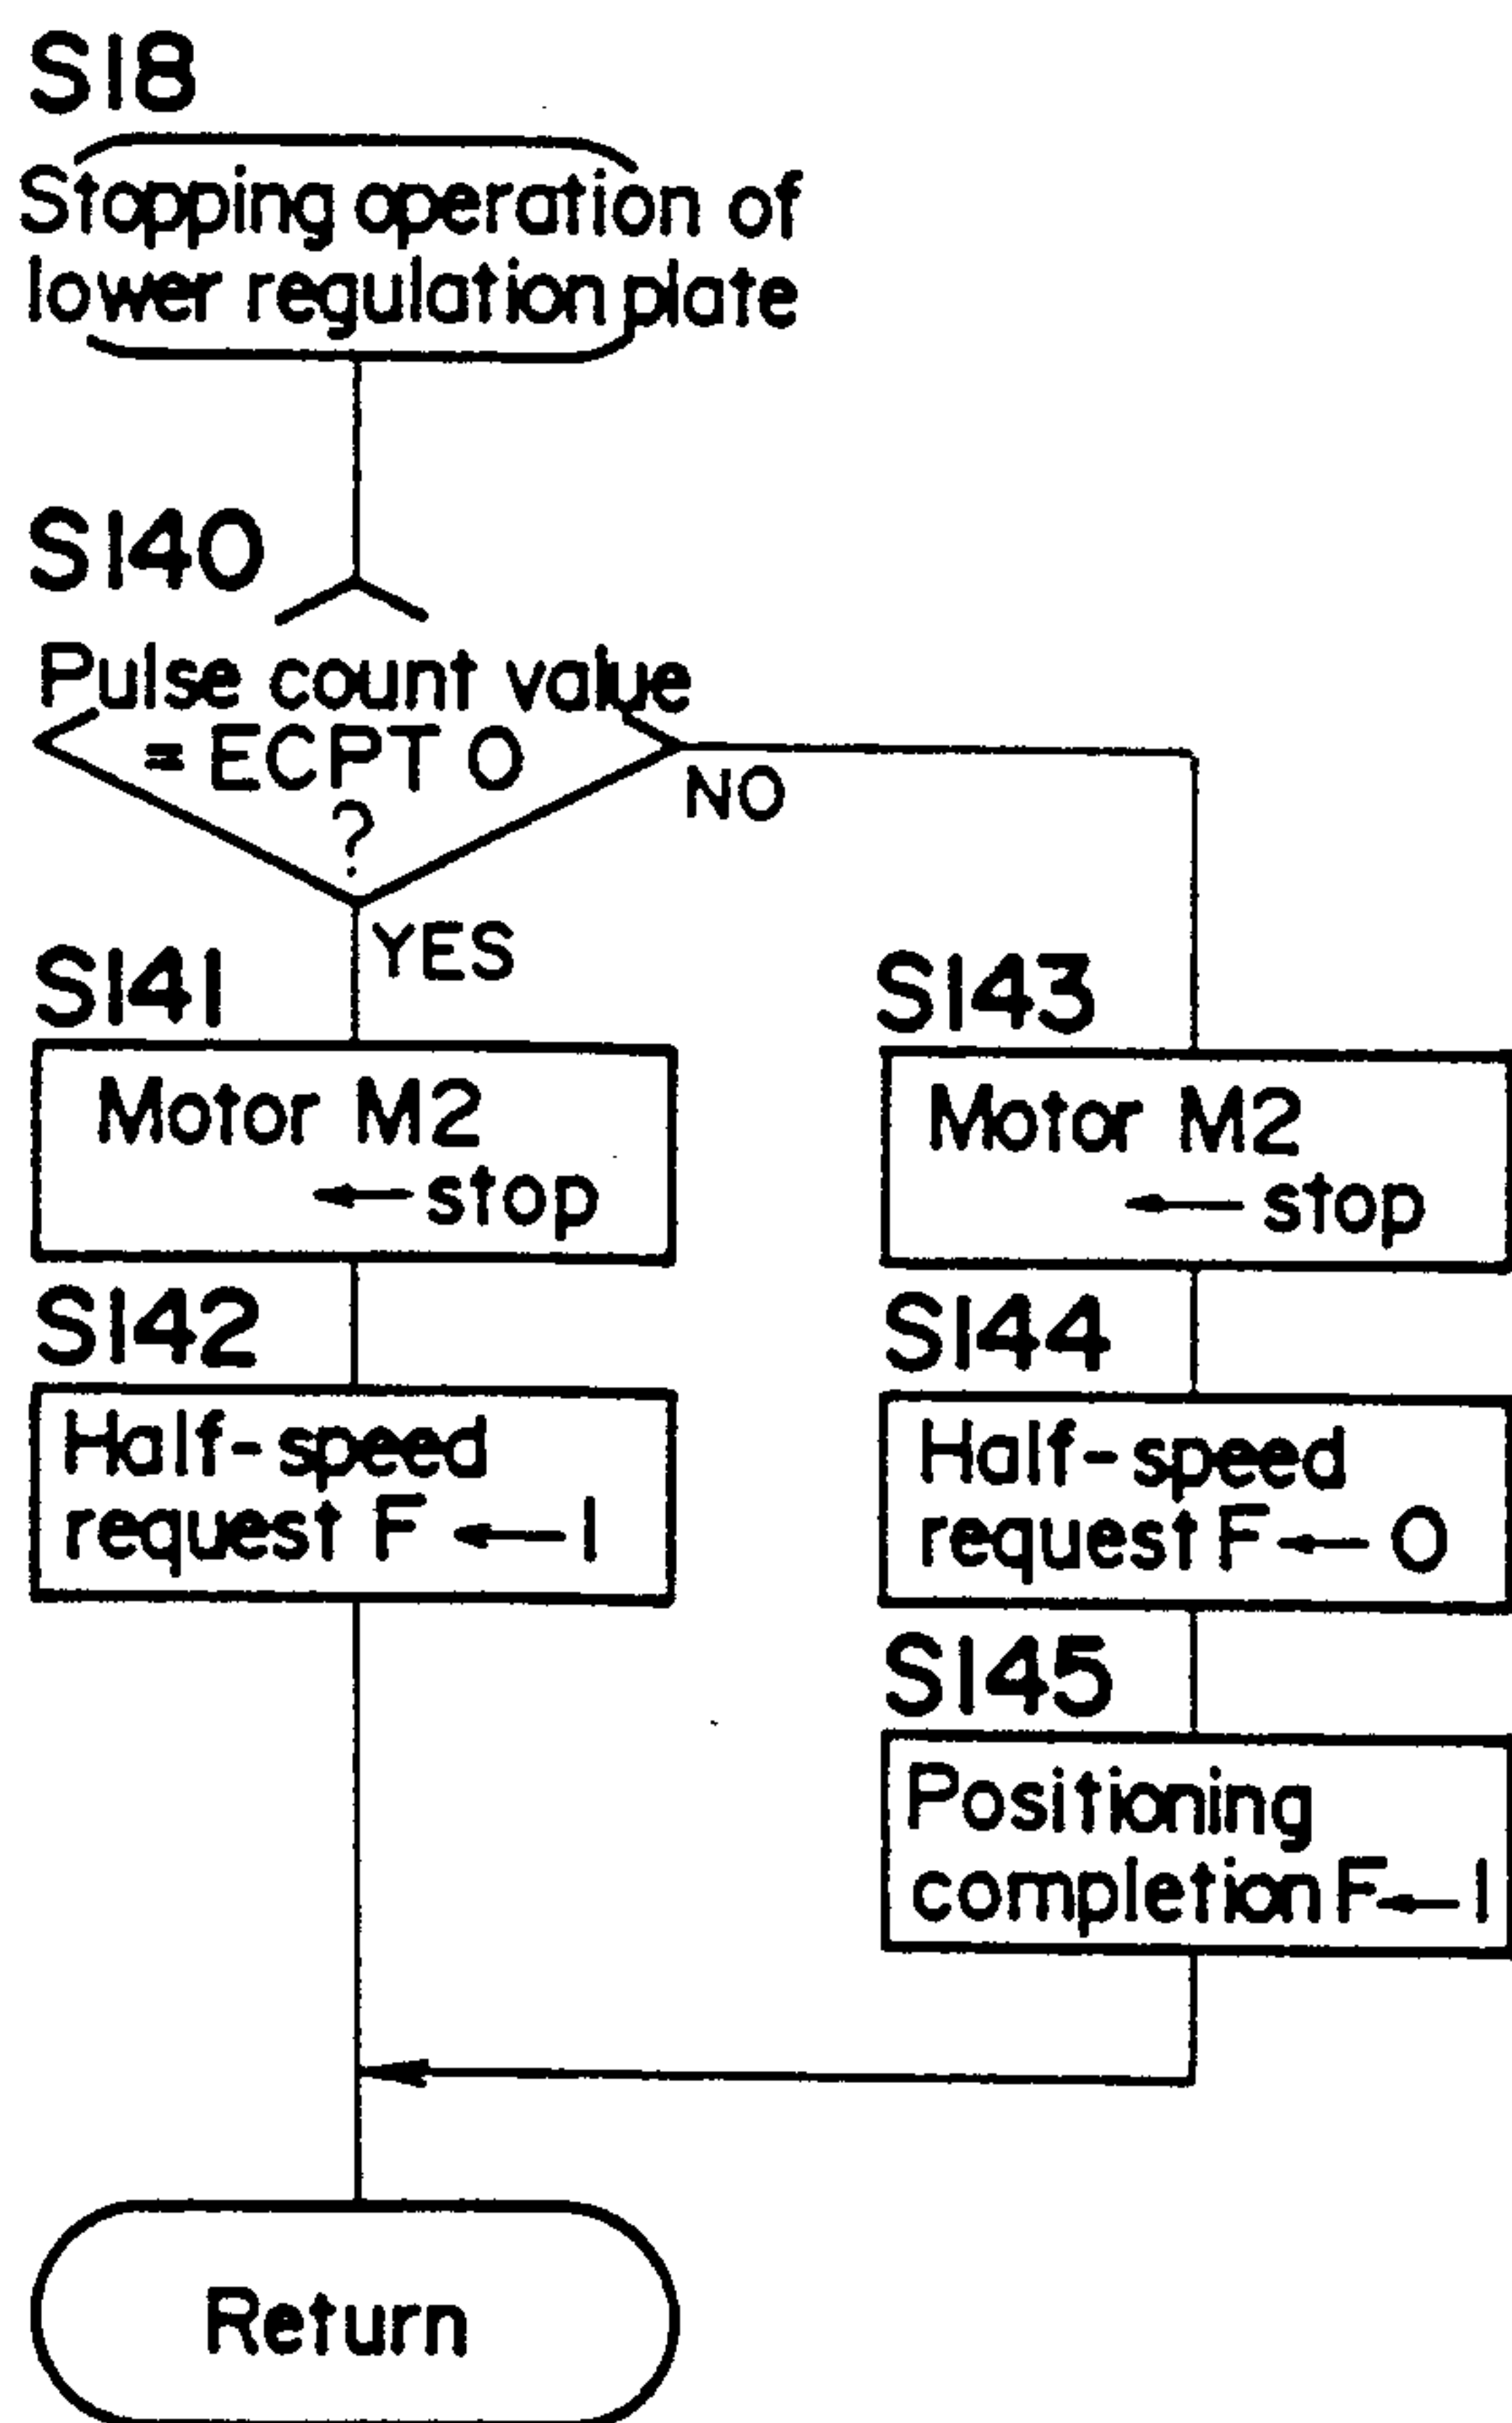 S18
Stopping operation of
lower regulation plate
S140
Pulse count value
= ECPT 0
?
NO
YES
S141
Motor M2
← stop
S142
Half-speed
request F ← 1
S143
Motor M2
← stop
S144
Half-speed
request F ← 0
S145
Positioning
completion F ← 1
Return